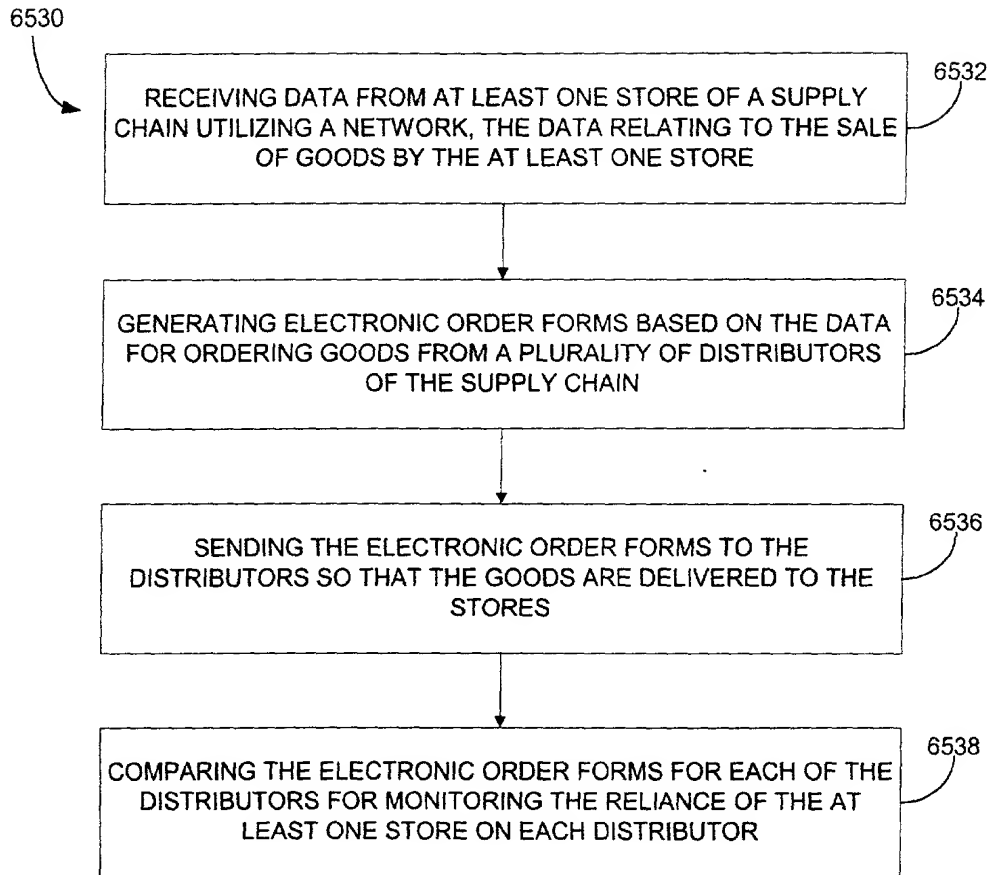 6530
6532
RECEIVING DATA FROM AT LEAST ONE STORE OF A SUPPLY
CHAIN UTILIZING A NETWORK, THE DATA RELATING TO THE SALE
OF GOODS BY THE AT LEAST ONE STORE
6534
GENERATING ELECTRONIC ORDER FORMS BASED ON THE DATA
FOR ORDERING GOODS FROM A PLURALITY OF DISTRIBUTORS
OF THE SUPPLY CHAIN
6536
SENDING THE ELECTRONIC ORDER FORMS TO THE
DISTRIBUTORS SO THAT THE GOODS ARE DELIVERED TO THE
STORES
6538
COMPARING THE ELECTRONIC ORDER FORMS FOR EACH OF THE
DISTRIBUTORS FOR MONITORING THE RELIANCE OF THE AT
LEAST ONE STORE ON EACH DISTRIBUTOR